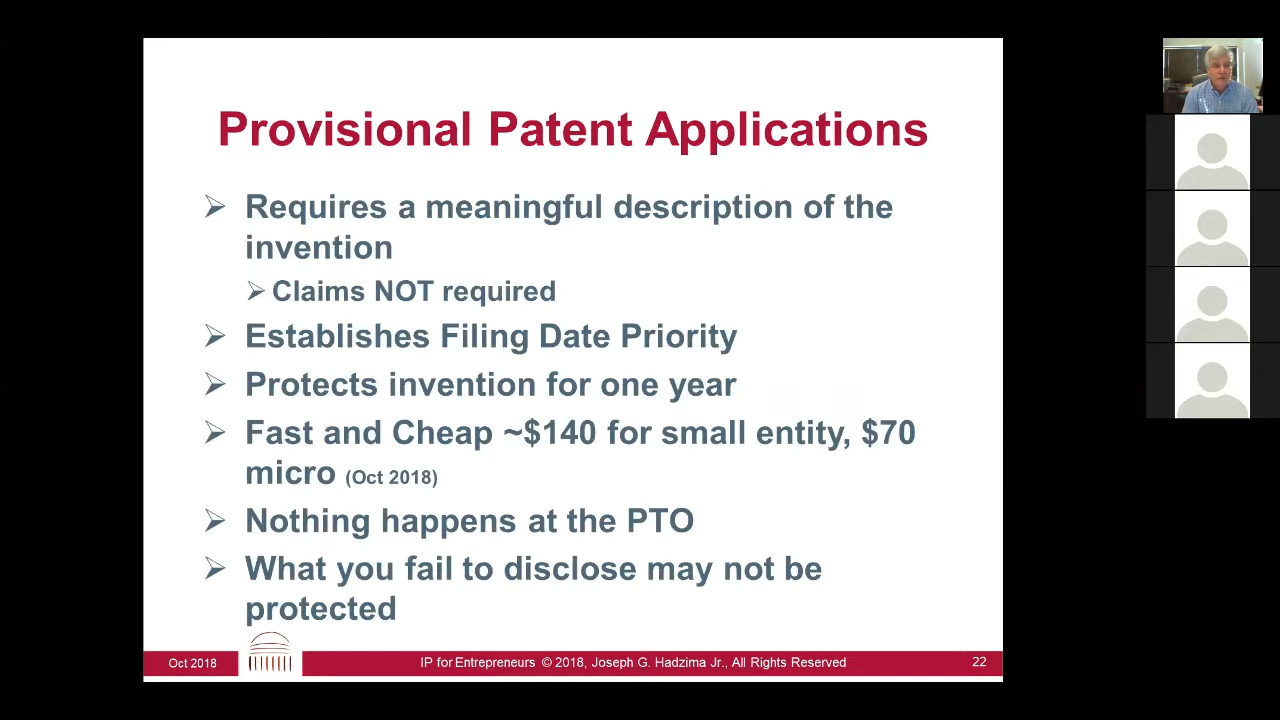 Provisional Patent Applications
Requires a meaningful description of the
invention
Claims NOT required
Establishes Filing Date Priority
Protects invention for one year
Fast and Cheap ~$140 for small entity, $70
micro (Oct 2018)
Nothing happens at the PTO
What you fail to disclose may not be
protected
Oct 2018
IP for Entrepreneurs © 2018, Joseph G. Hadzima Jr., All Rights Reserved
22